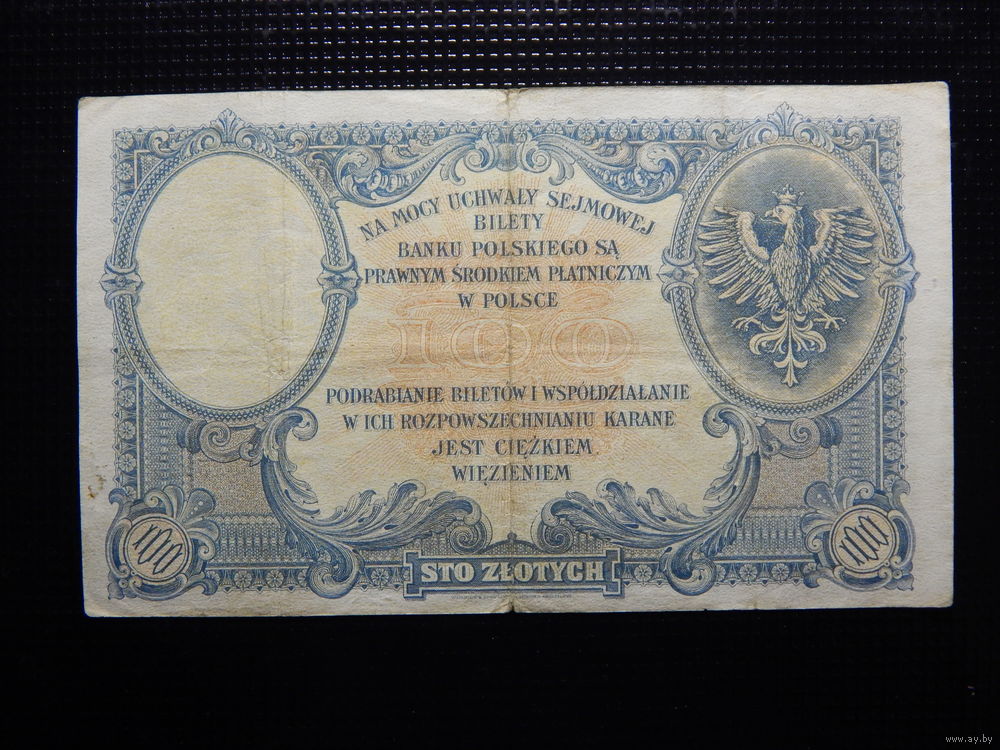 NA MOCY UCHWAŁY SEJMOWEJ
BILETY
BANKU POLSKIEGO SĄ
PRAWNYM ŚRODKIEM PŁATNICZYM
W POLSCE
100
PODRABIANIE BILETÓW I WSPÓŁDZIAŁANIE
W ICH ROZPOWSZECHNIANIU KARANE
JEST CIĘŻKIEM
WIĘZIENIEM
100
100
STO ZŁOTYCH
www.ay.by